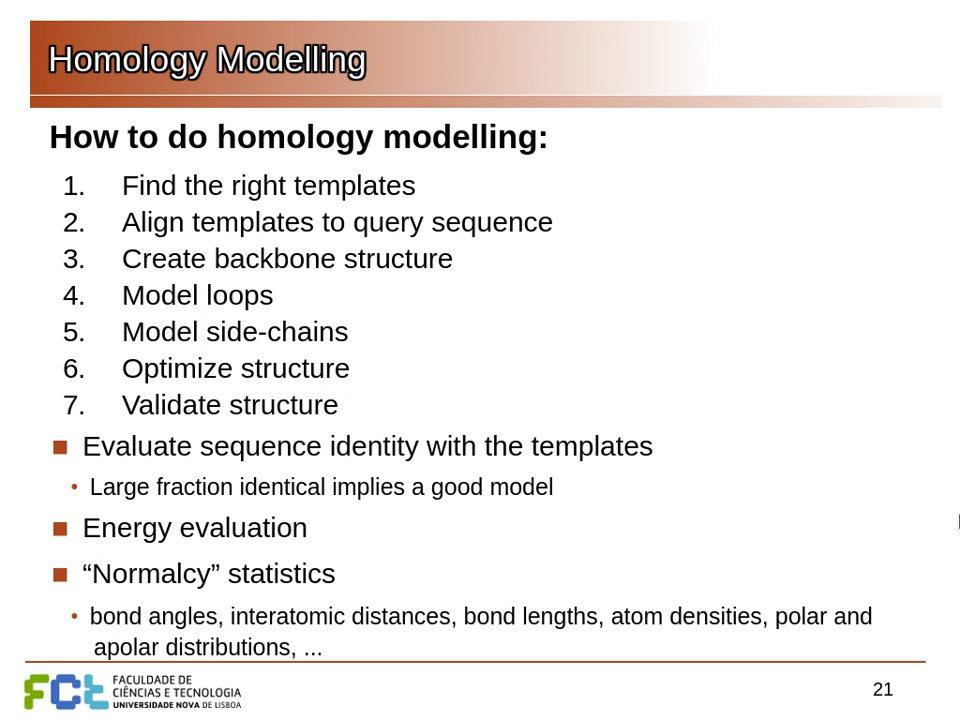 Homology Modelling
How to do homology modelling:
1. Find the right templates
2. Align templates to query sequence
3. Create backbone structure
4. Model loops
5. Model side-chains
6. Optimize structure
7. Validate structure
■ Evaluate sequence identity with the templates
• Large fraction identical implies a good model
■ Energy evaluation
■ “Normalcy” statistics
• bond angles, interatomic distances, bond lengths, atom densities, polar and
apolar distributions, ...
FCT
FACULDADE DE
CIÊNCIAS E TECNOLOGIA
UNIVERSIDADE NOVA DE LISBOA
21